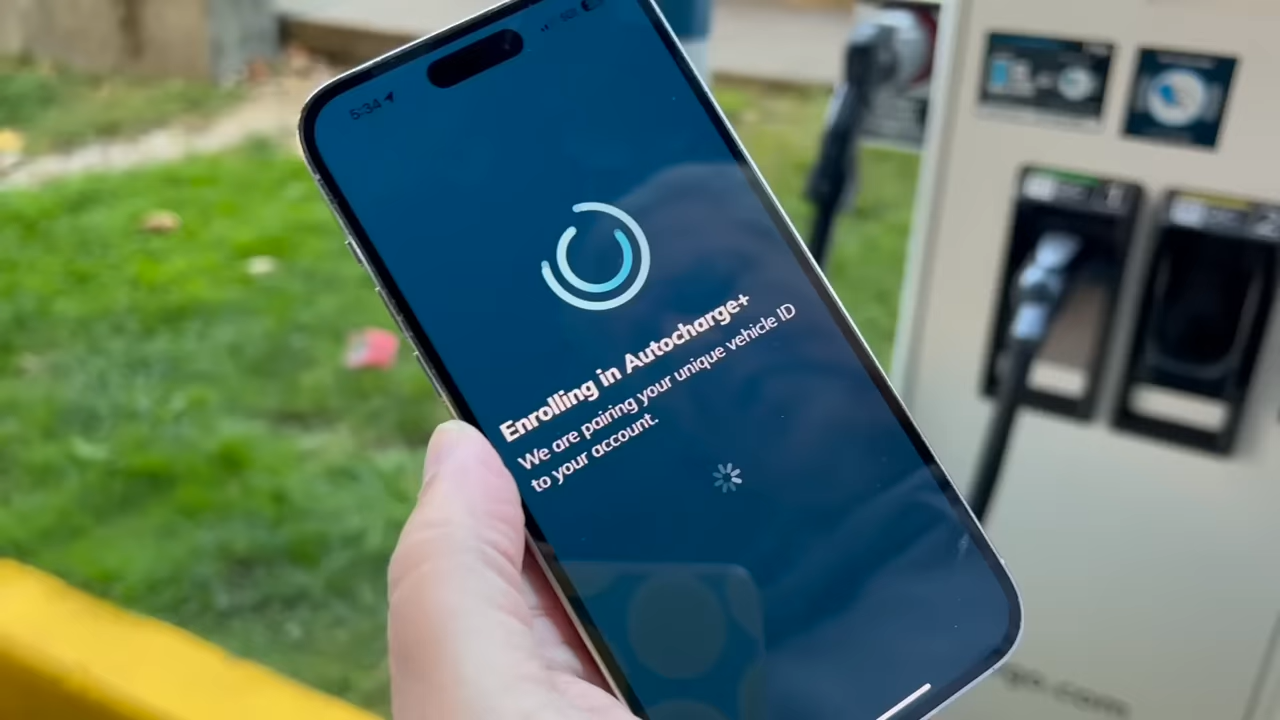 5:34
Enrolling in Autocharge+
We are pairing your unique vehicle ID
to your account.